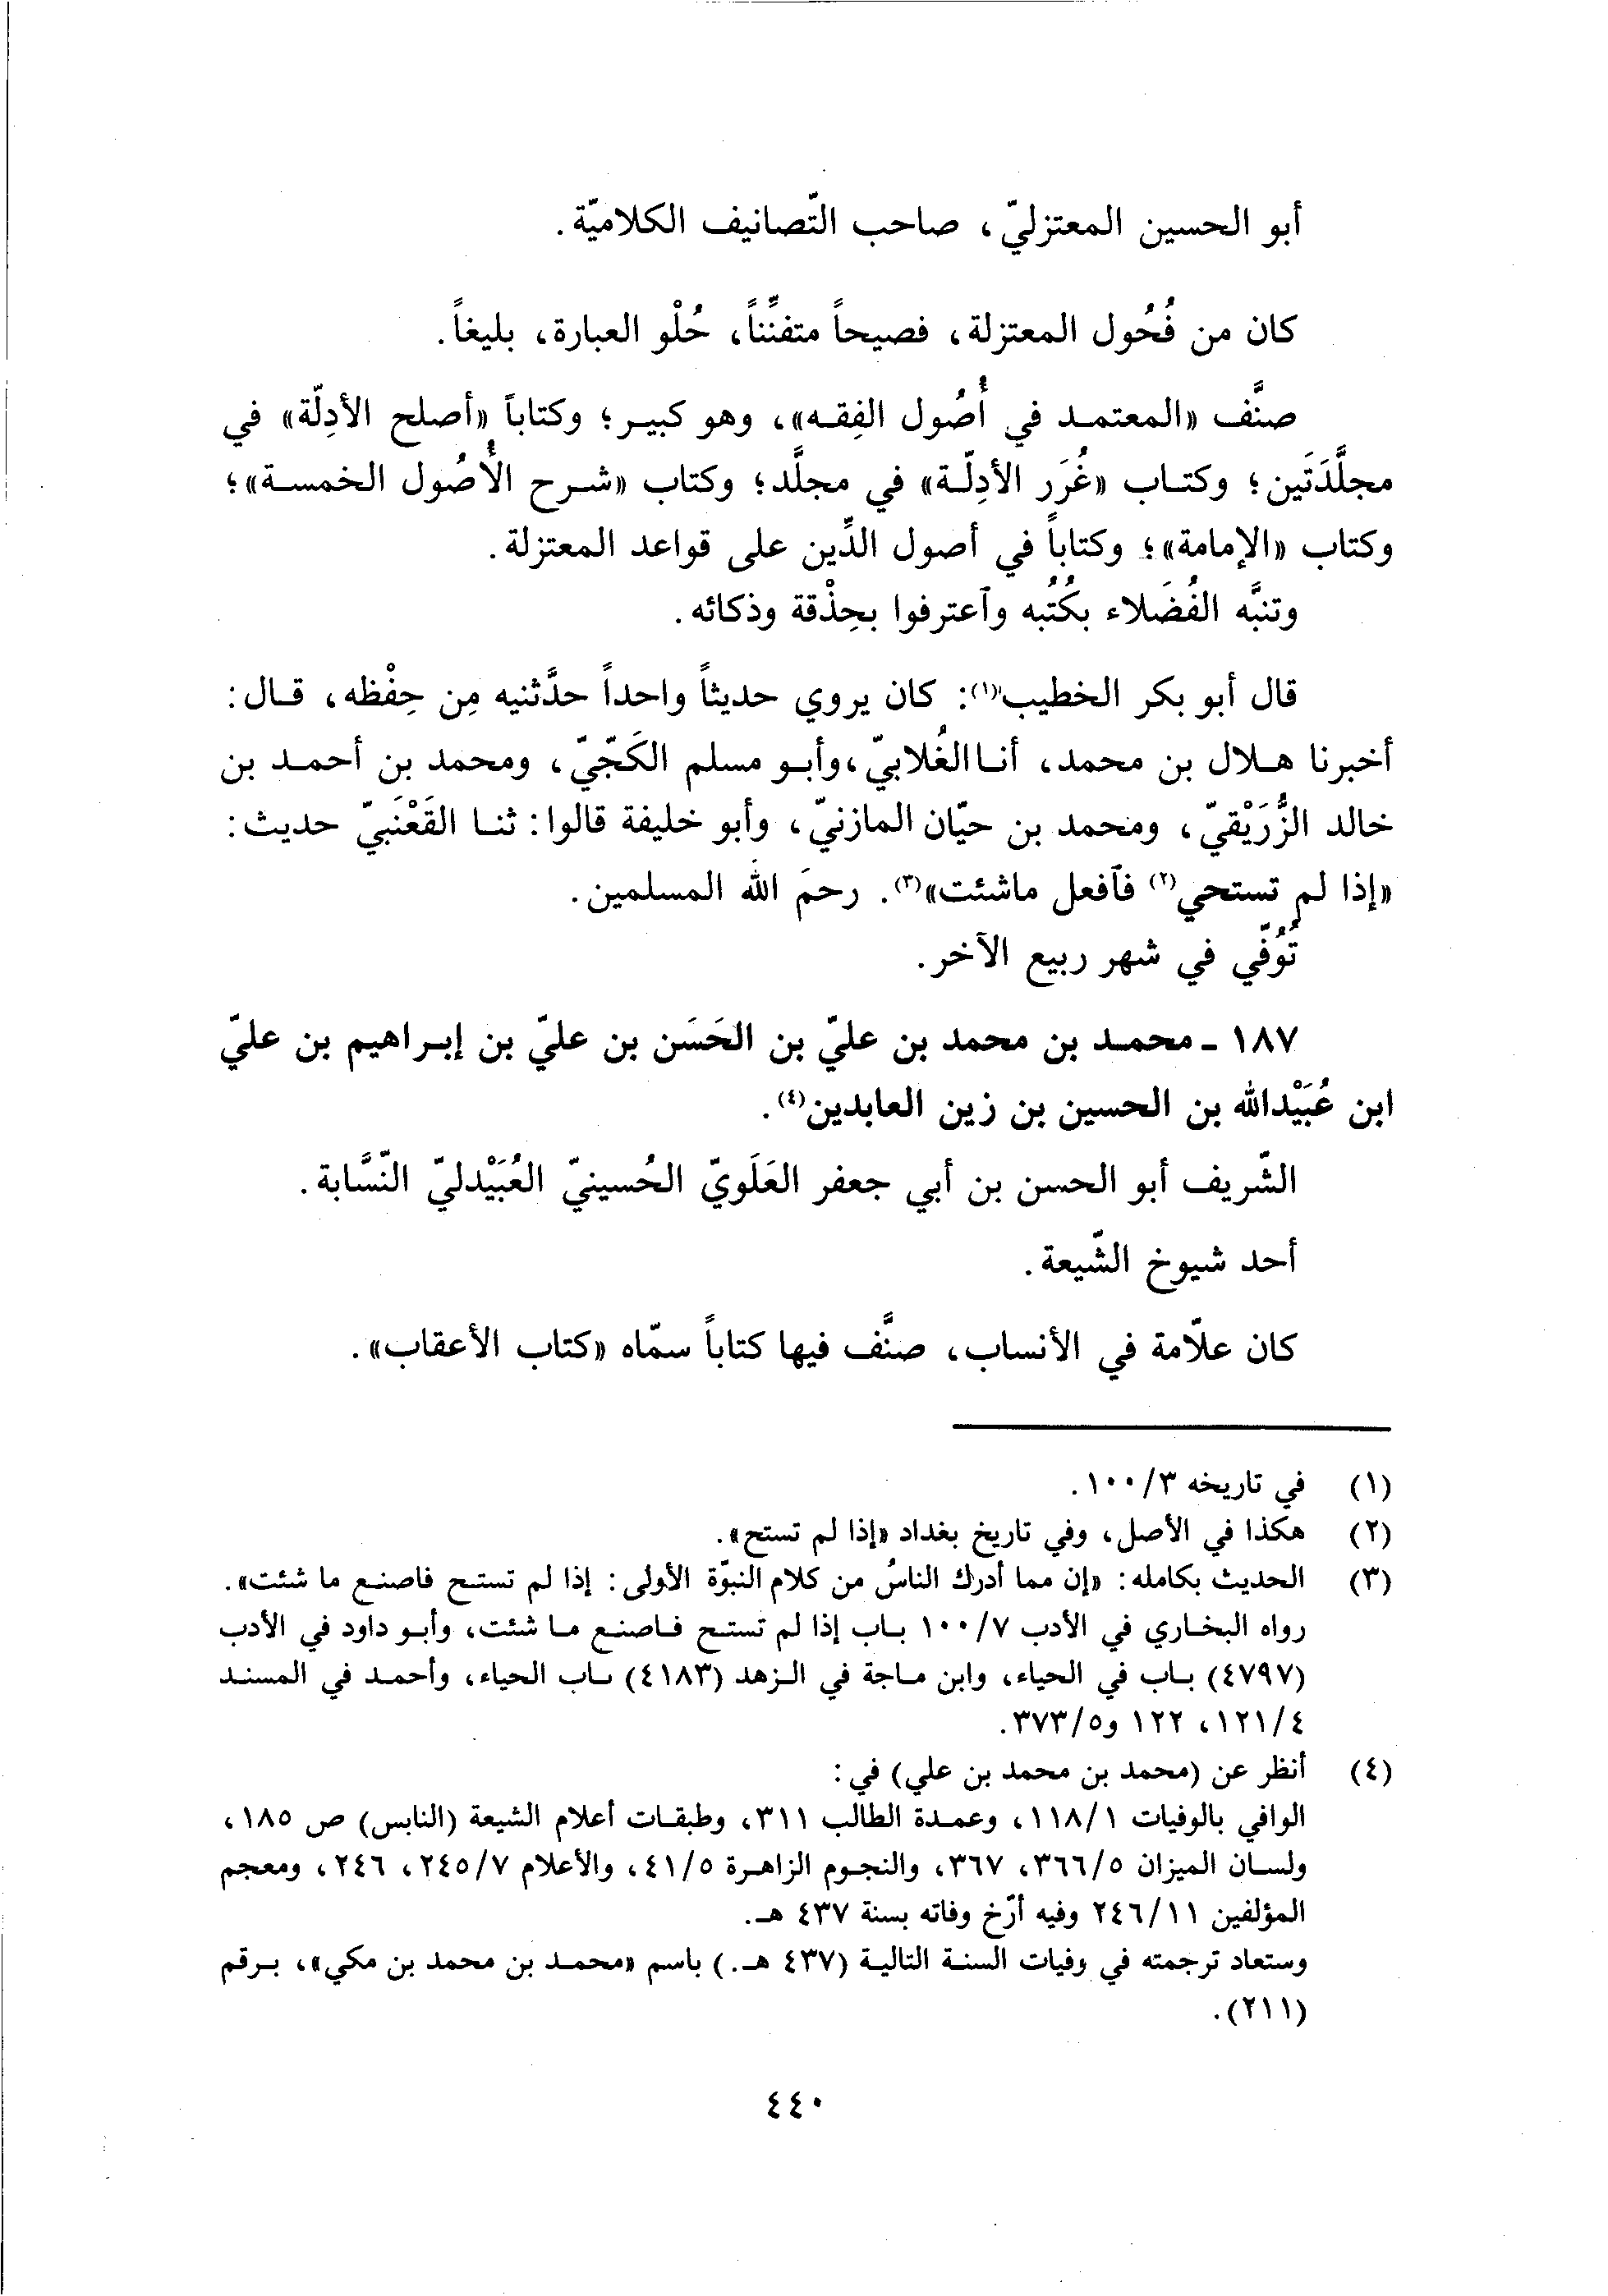 أبو الحسين المعتزليّ، صاحب التّصانيف الكلاميّة.
كان من فُحُول المعتزلة، فصيحاً متفنِّناً، حُلْو العبارة، بليغاً.
صنَّف «المعتمد في أُصُول الفِقه»، وهو كبير؛ وكتاباً «أصلح الأدِلّة» في
مجلَّدَتَين؛ وكتاب «غُرَر الأدِلّة» في مجلَّد؛ وكتاب «شرح الأُصُول الخمسة»؛
وكتاب «الإمامة»؛ وكتاباً في أصول الدِّين على قواعد المعتزلة.
وتنبَّه الفُضَلاء بكُتُبه وٱعترفوا بحِذْقة وذكائه.
قال أبو بكر الخطيب(١): كان يروي حديثاً واحداً حدَّثنيه مِن حِفْظه، قال:
أخبرنا هلال بن محمد، أنا الغُلابيّ، وأبو مسلم الكَجّيّ، ومحمد بن أحمد بن
خالد الزُّرَيْقيّ، ومحمد بن حيّان المازنيّ، وأبو خليفة قالوا: ثنا القَعْنَبيّ حديث:
«إذا لم تستحي(٢) فٱفعل ماشئت»(٣). رحمَ الله المسلمين.
تُوُفّي في شهر ربيع الآخر.
١٨٧ ـ محمد بن محمد بن عليّ بن الحَسَن بن عليّ بن إبراهيم بن عليّ
ابن عُبَيْدالله بن الحسين بن زين العابدين(٤).
الشّريف أبو الحسن بن أبي جعفر العَلَويّ الحُسينيّ العُبَيْدليّ النّسَّابة.
أحد شيوخ الشّيعة.
كان علاّمة في الأنساب، صنَّف فيها كتاباً سمّاه «كتاب الأعقاب».
(١) في تاريخه ٣/١٠٠.
(٢) هكذا في الأصل، وفي تاريخ بغداد «إذا لم تستح».
(٣) الحديث بكامله: «إن مما أدرك الناسُ من كلام النبوّة الأولى: إذا لم تستح فاصنع ما شئت».
رواه البخاري في الأدب ٧/١٠٠ باب إذا لم تستح فاصنع ما شئت، وأبو داود في الأدب
(٤٧٩٧) باب في الحياء، وابن ماجة في الزهد (٤١٨٣) باب الحياء، وأحمد في المسند
٤/١٢١، ١٢٢ و٥/٣٧٣.
(٤) أنظر عن (محمد بن محمد بن علي) في:
الوافي بالوفيات ١/١١٨، وعمدة الطالب ٣١١، وطبقات أعلام الشيعة (النابس) ص ١٨٥،
ولسان الميزان ٥/٣٦٦، ٣٦٧، والنجوم الزاهرة ٥/٤١، والأعلام ٧/٢٤٥، ٢٤٦، ومعجم
المؤلفين ١١/٢٤٦ وفيه أرّخ وفاته بسنة ٤٣٧ هـ.
وستعاد ترجمته في وفيات السنة التالية (٤٣٧ هـ.) باسم «محمد بن محمد بن مكي»، برقم
(٢١١).
٤٤٠